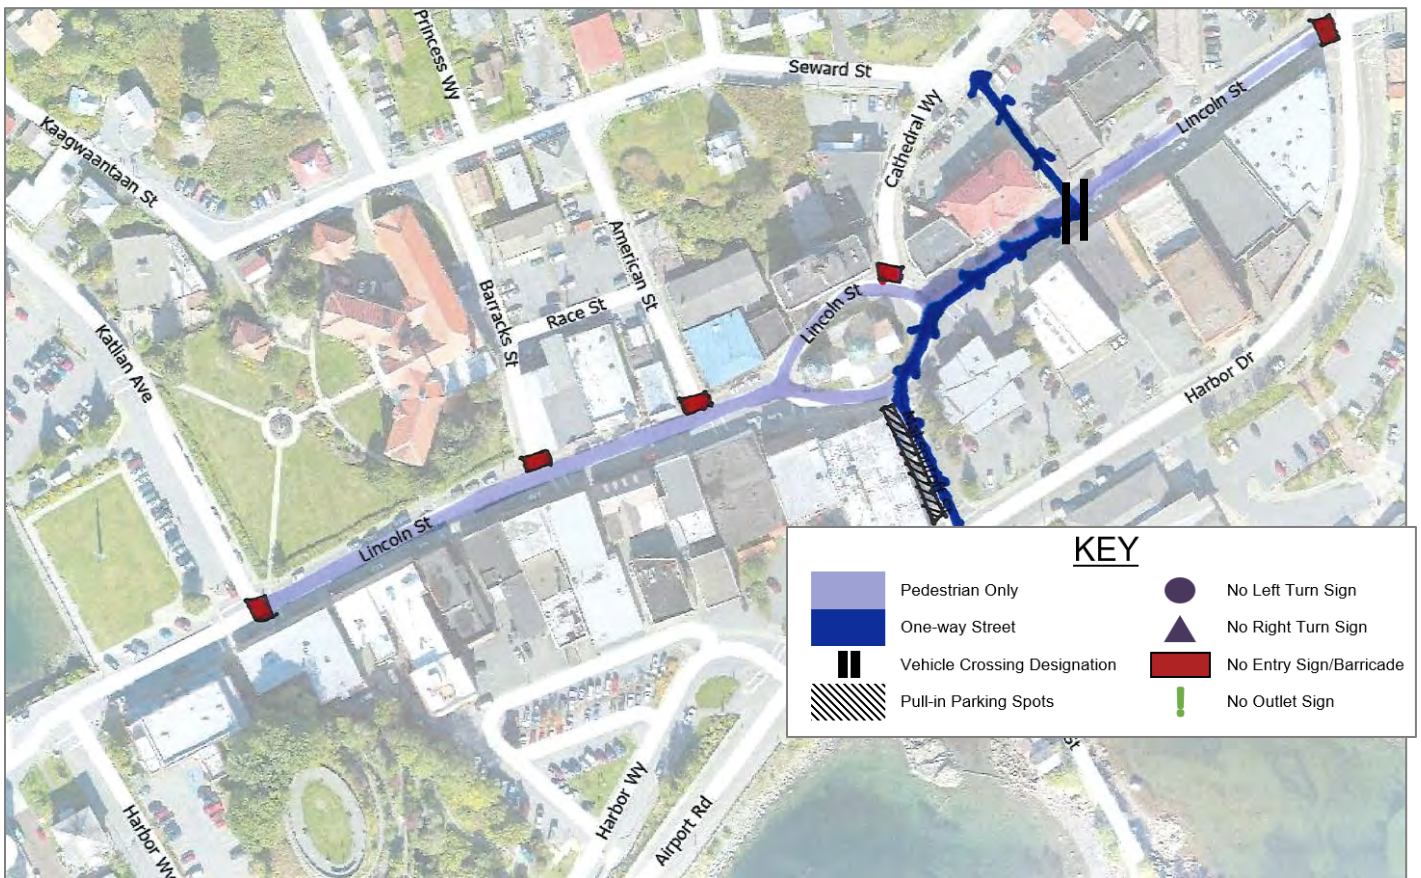 Princess Wy
Seward St
Lincoln St
Cathedral Wy
Kaagwaantaan St
American St
Barracks St
Race St
Lincoln St
Katlian Ave
Harbor Dr
Lincoln St
KEY
Pedestrian Only
No Left Turn Sign
One-way Street
No Right Turn Sign
Vehicle Crossing Designation
No Entry Sign/Barricade
Pull-in Parking Spots
No Outlet Sign
St
Harbor Wy
Harbor Wy
Airport Rd